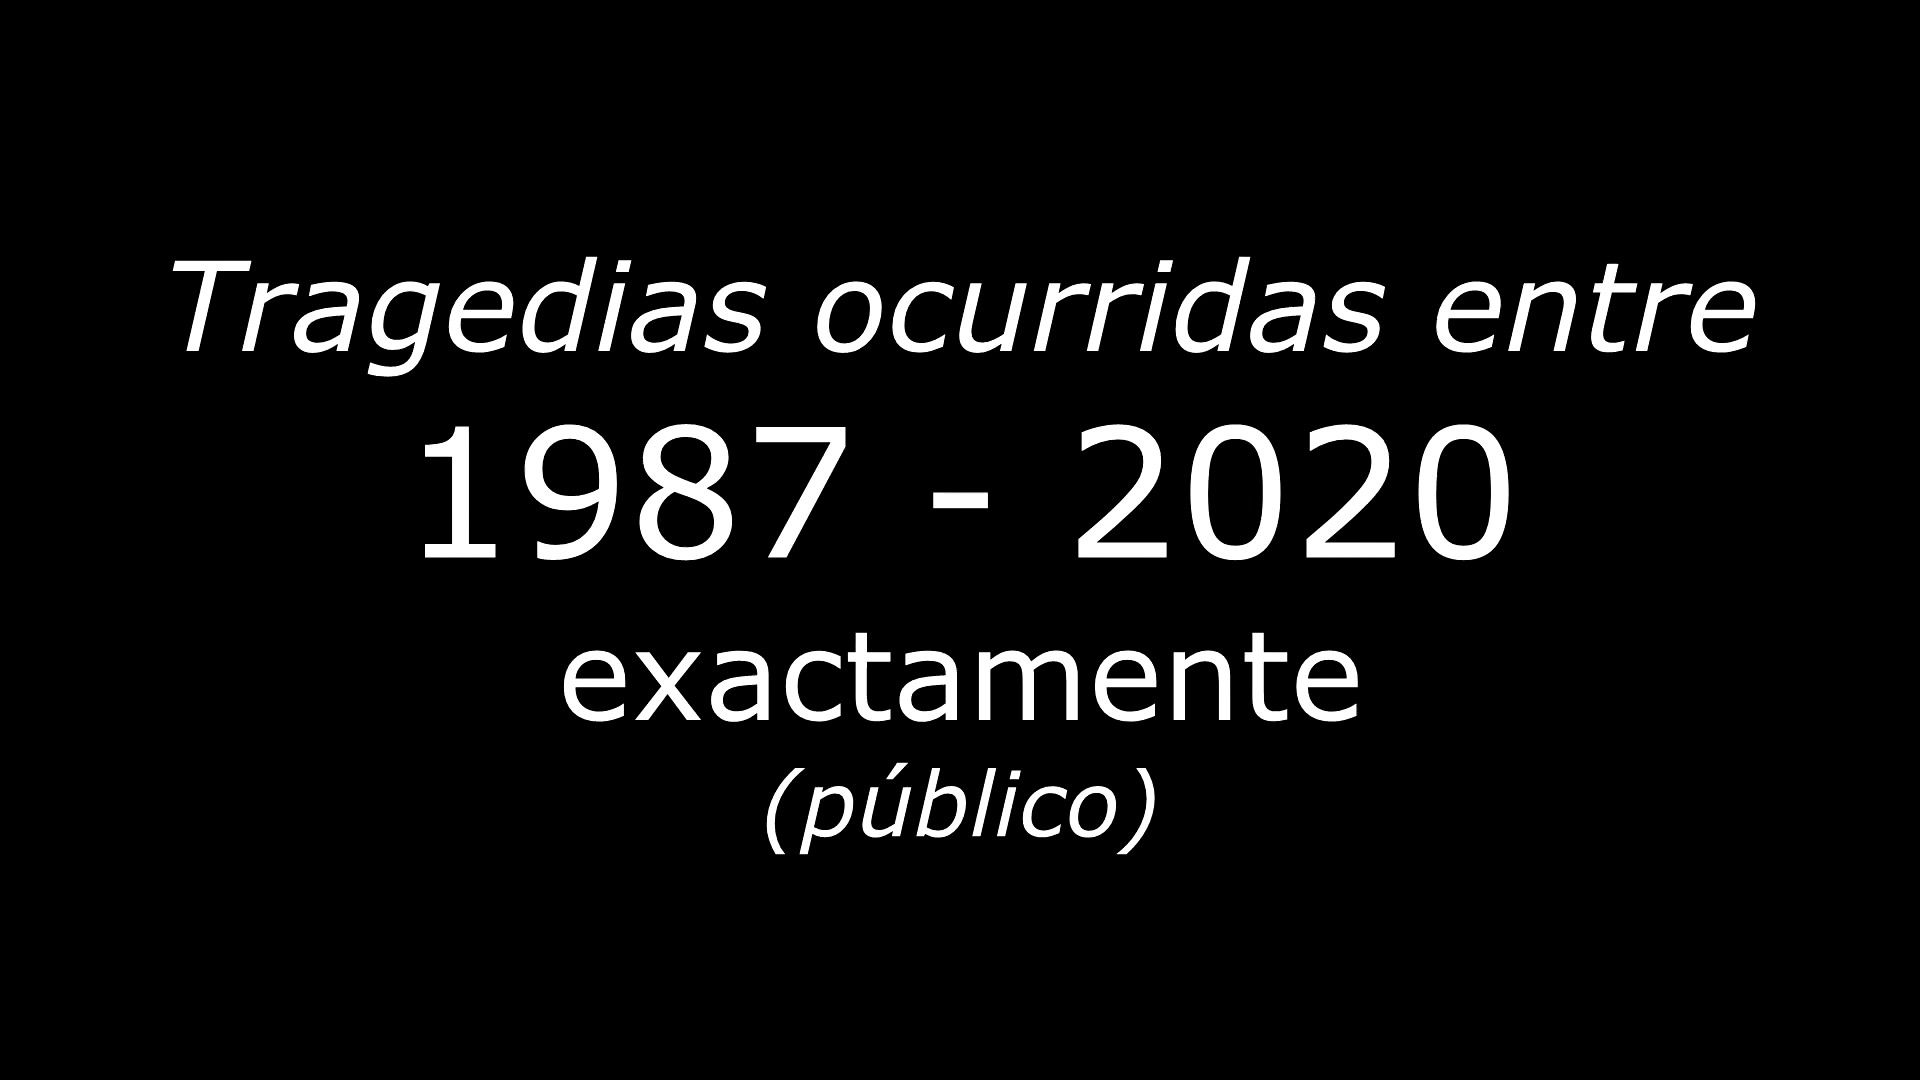 Tragedias ocurridas entre
1987 - 2020
exactamente
(público)